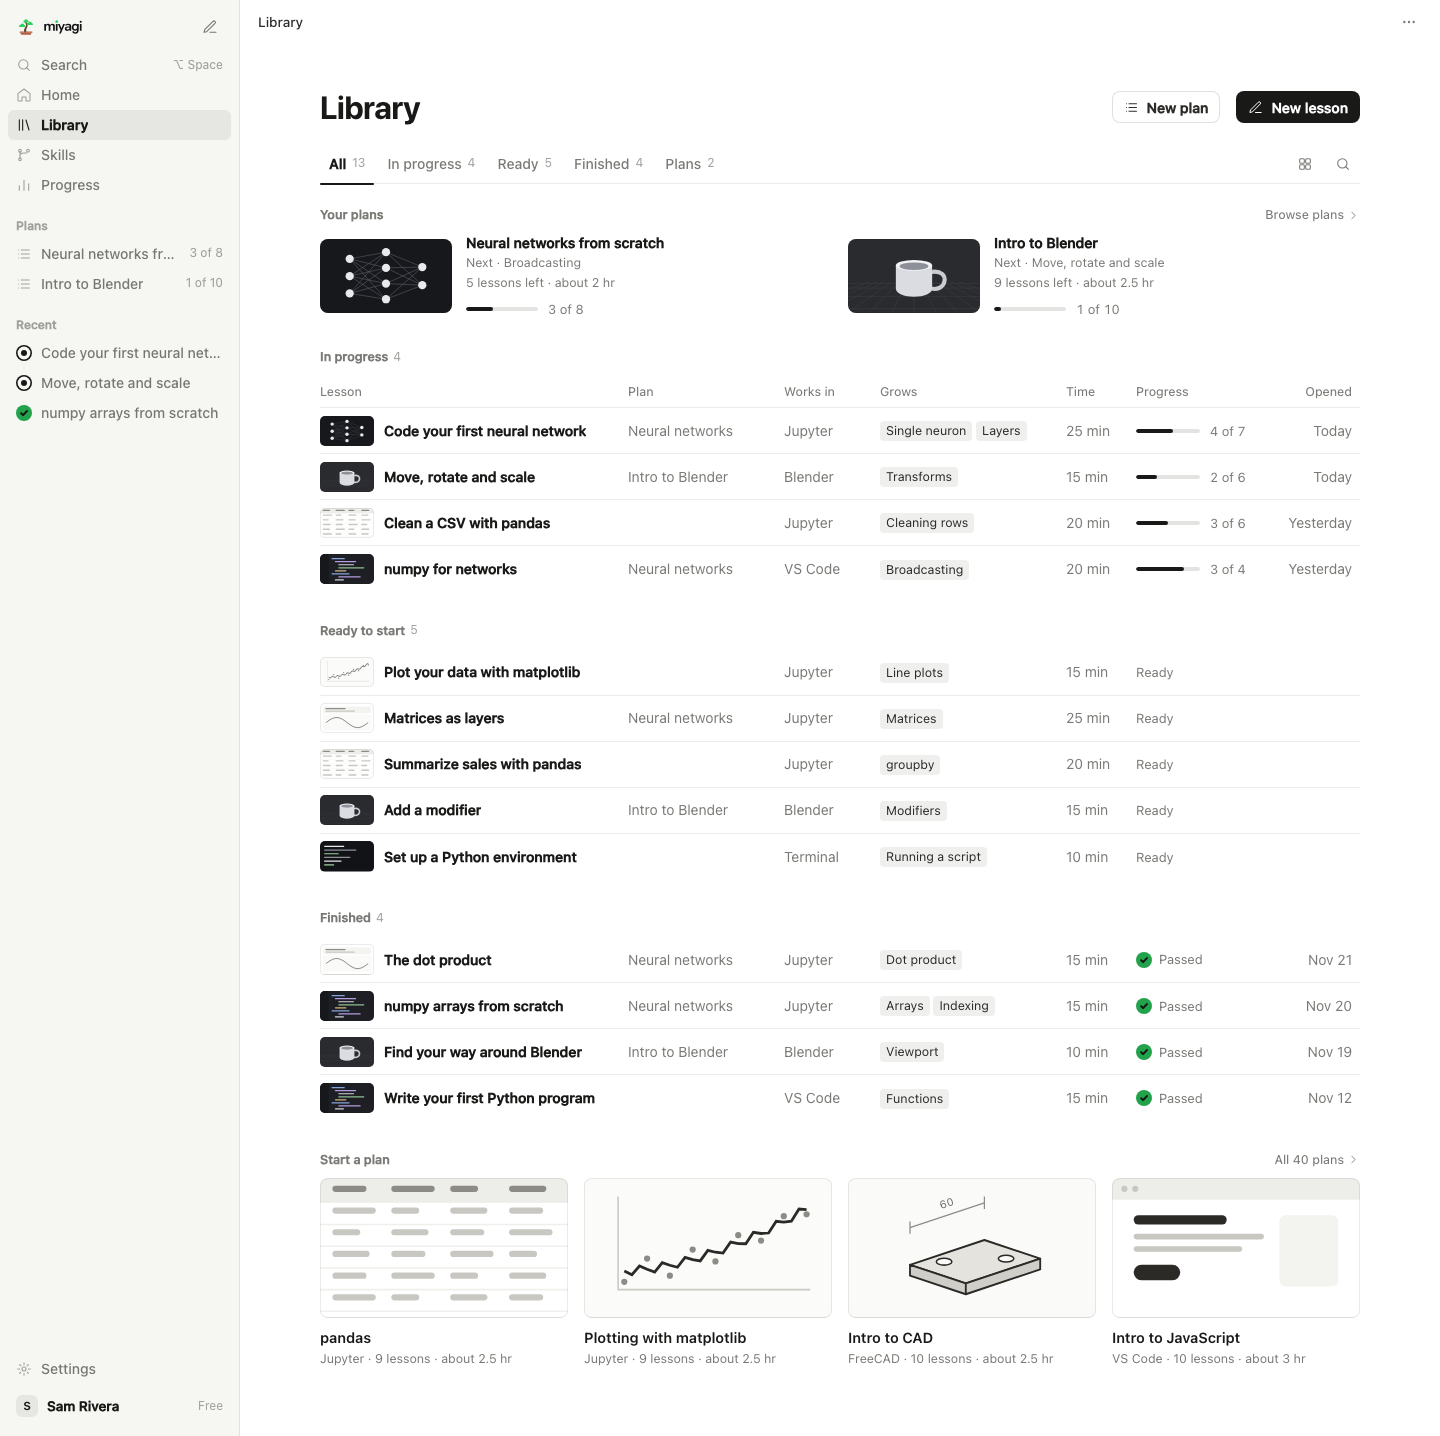 miyagi
Search ⌥ Space
Home
Library
Skills
Progress
Plans
Neural networks fr... 3 of 8
Intro to Blender 1 of 10
Recent
Code your first neural net...
Move, rotate and scale
numpy arrays from scratch
Settings
S Sam Rivera Free
Library
Library
New plan New lesson
All 13 In progress 4 Ready 5 Finished 4 Plans 2
Your plans Browse plans
Neural networks from scratch
Next · Broadcasting
5 lessons left · about 2 hr
3 of 8
Intro to Blender
Next · Move, rotate and scale
9 lessons left · about 2.5 hr
1 of 10
In progress 4
Lesson Plan Works in Grows Time Progress Opened
Code your first neural network Neural networks Jupyter Single neuron Layers 25 min 4 of 7 Today
Move, rotate and scale Intro to Blender Blender Transforms 15 min 2 of 6 Today
Clean a CSV with pandas Jupyter Cleaning rows 20 min 3 of 6 Yesterday
numpy for networks Neural networks VS Code Broadcasting 20 min 3 of 4 Yesterday
Ready to start 5
Plot your data with matplotlib Jupyter Line plots 15 min Ready
Matrices as layers Neural networks Jupyter Matrices 25 min Ready
Summarize sales with pandas Jupyter groupby 20 min Ready
Add a modifier Intro to Blender Blender Modifiers 15 min Ready
Set up a Python environment Terminal Running a script 10 min Ready
Finished 4
The dot product Neural networks Jupyter Dot product 15 min Passed Nov 21
numpy arrays from scratch Neural networks Jupyter Arrays Indexing 15 min Passed Nov 20
Find your way around Blender Intro to Blender Blender Viewport 10 min Passed Nov 19
Write your first Python program VS Code Functions 15 min Passed Nov 12
Start a plan All 40 plans
60
pandas
Jupyter · 9 lessons · about 2.5 hr
Plotting with matplotlib
Jupyter · 9 lessons · about 2.5 hr
Intro to CAD
FreeCAD · 10 lessons · about 2.5 hr
Intro to JavaScript
VS Code · 10 lessons · about 3 hr